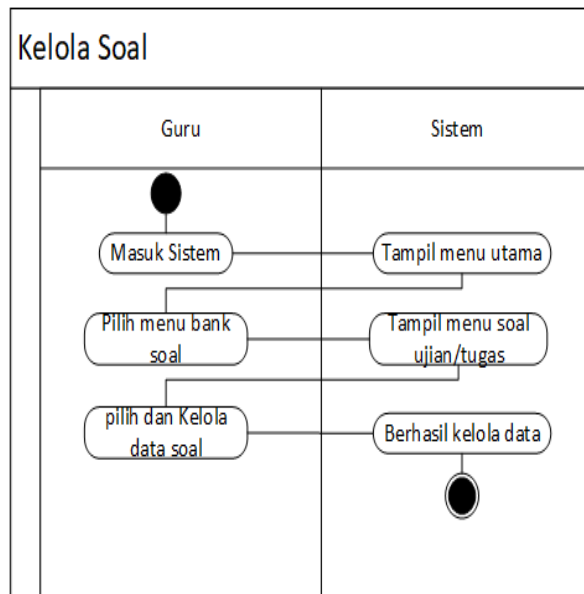 Kelola Soal
Guru
Sistem
Masuk Sistem
Tampil menu utama
Pilih menu bank
soal
Tampil menu soal
ujian/tugas
pilih dan Kelola
data soal
Berhasil kelola data